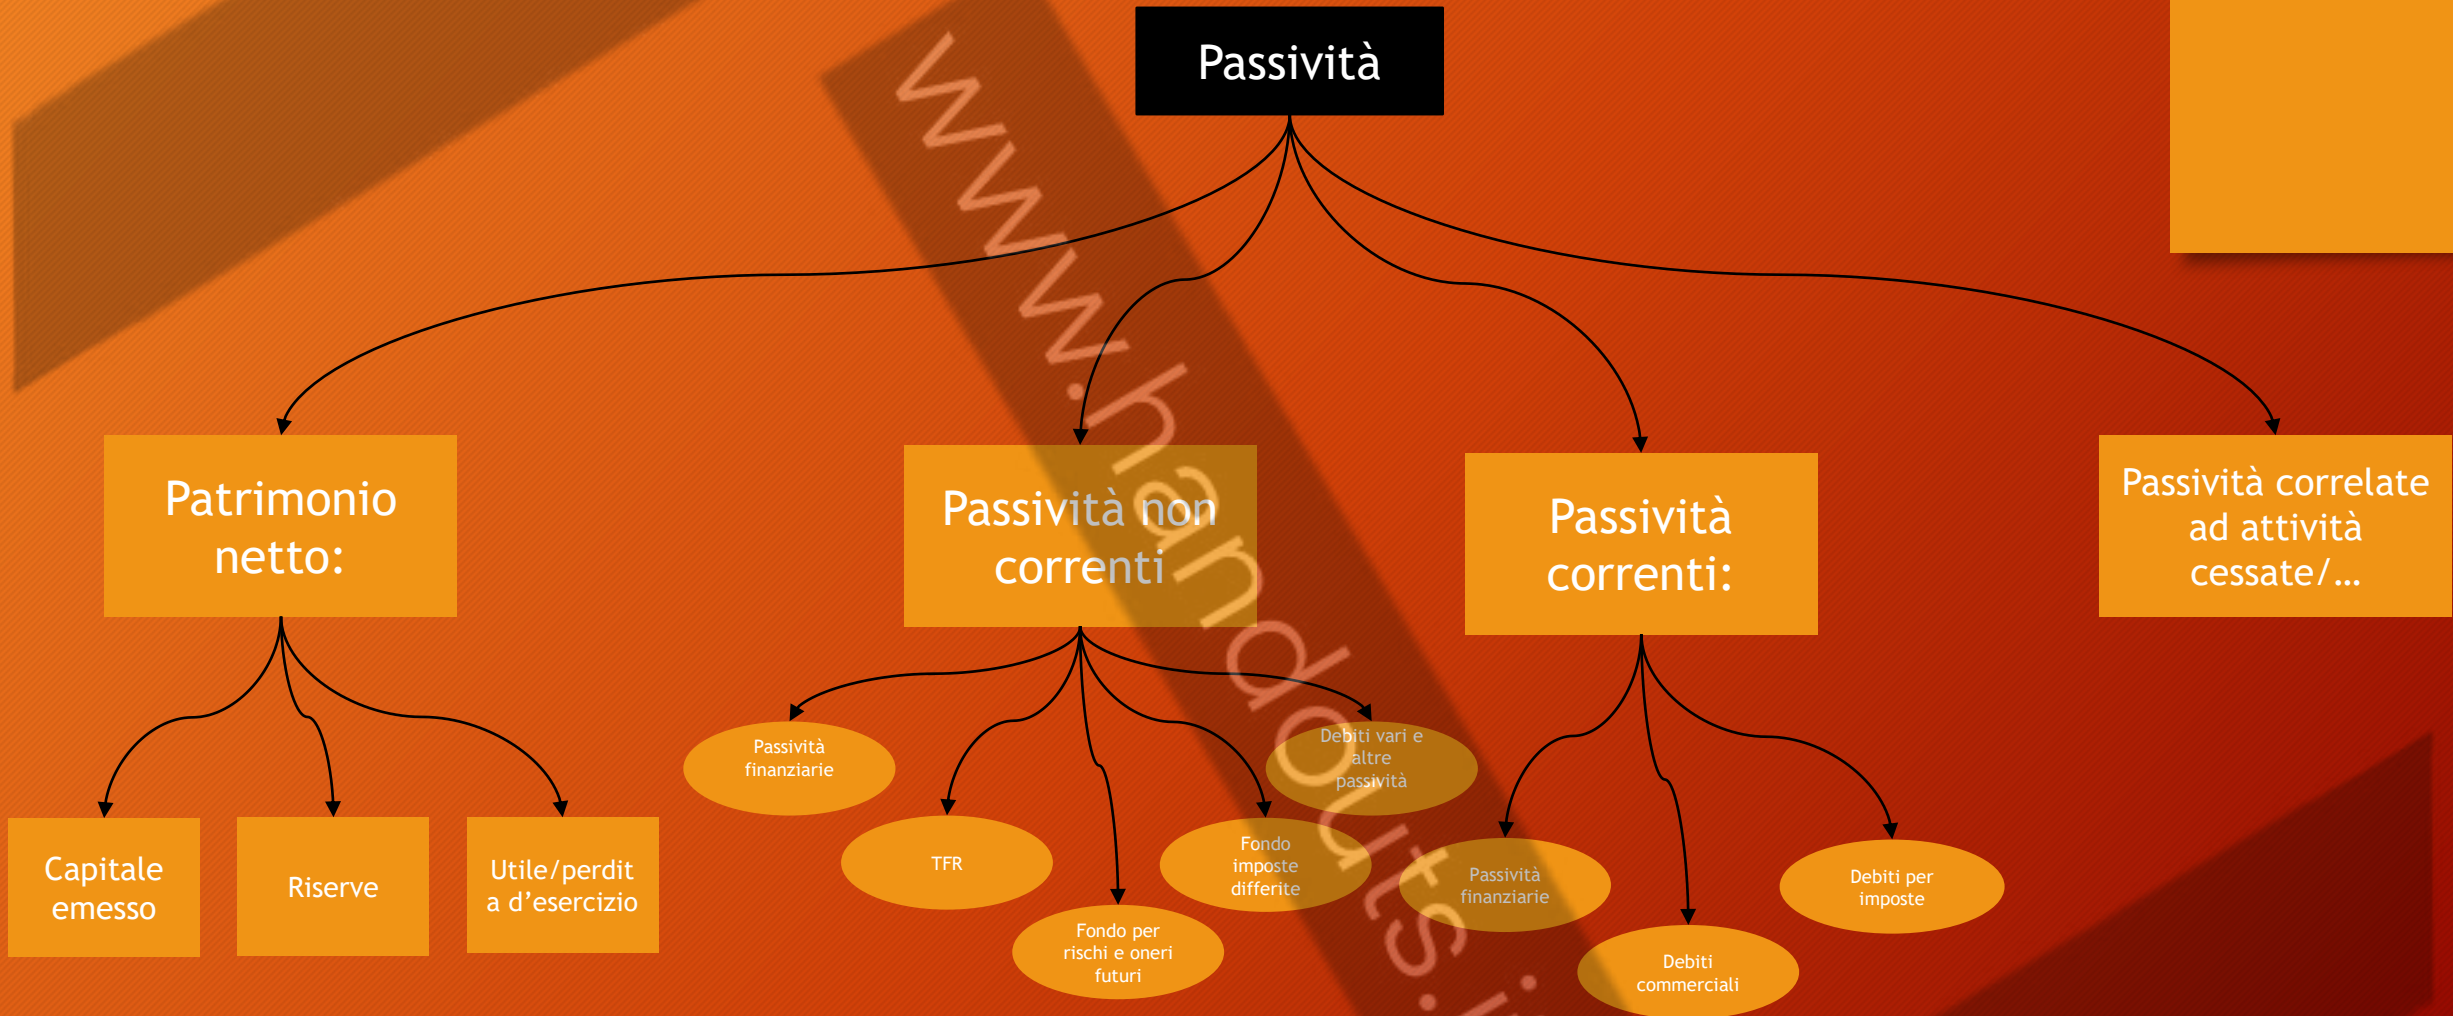 Passività
Patrimonio
netto:
Passività non
correnti
Passività
correnti:
Passività correlate
ad attività
cessate/…
Capitale
emesso
Riserve
Utile/perdit
a d’esercizio
Passività
finanziarie
TFR
Fondo per
rischi e oneri
futuri
Fondo
imposte
differite
Debiti vari e
altre
passività
Passività
finanziarie
Debiti
commerciali
Debiti per
imposte
www.handouts.